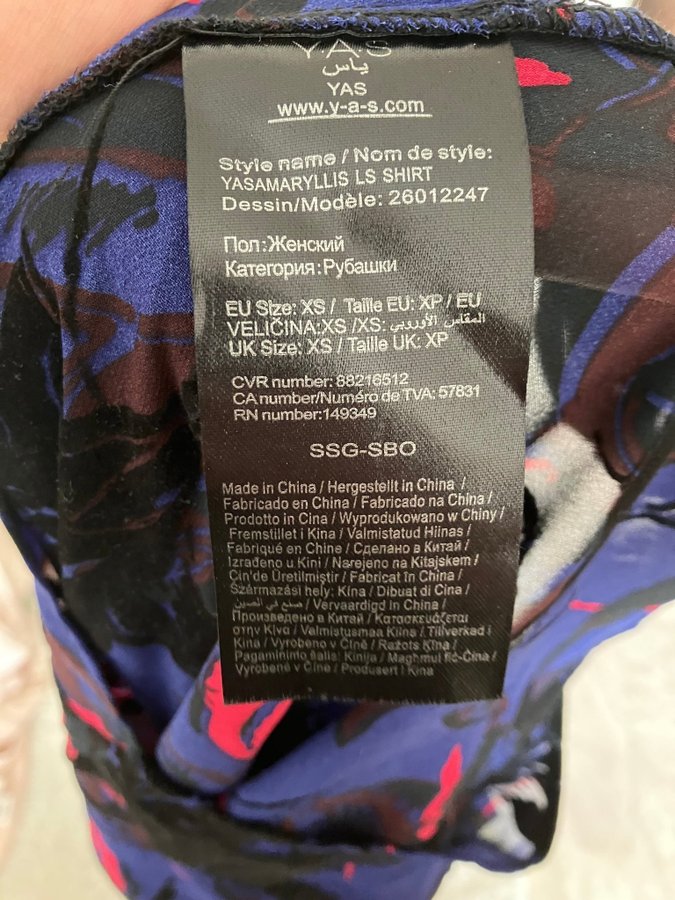 Y.A.S
ياس
YAS
www.y-a-s.com
Style name / Nom de style:
YASAMARYLLIS LS SHIRT
Dessin/Modèle: 26012247
Пол:Женский
Категория:Рубашки
EU Size: XS / Taille EU: XP / EU
VELIČINA:XS /XS: المقاس الأوروبي
UK Size: XS / Taille UK: XP
CVR number: 88216512
CA number/Numéro de TVA: 57831
RN number:149349
SSG-SBO
Made in China / Hergestellt in China /
Fabricado en China / Fabricado na China /
Prodotto in Cina / Wyprodukowano w Chiny /
Fremstillet i Kina / Valmistatud Hiinas /
Fabriqué en China / Сделано в Китай /
Izrađeno u Kini / Narejeno na Kitajskem /
Cin'de Üretilmiştir / Fabricat în China /
Származási hely: Kína / Dibuat di Cina /
صنع في الصين / Vervaardigd in China /
Произведено в Китай / Κατασκευάζεται
στην Κίνα / Valmistusmaa Kiina / Tillverkad i
Kina / Vyrobeno v Číně / Ražots Ķīna /
Pagaminimo šalis: Kinija / Maghmul fiċ-Ċina /
Vyrobené v Číne / Produsert i Kina